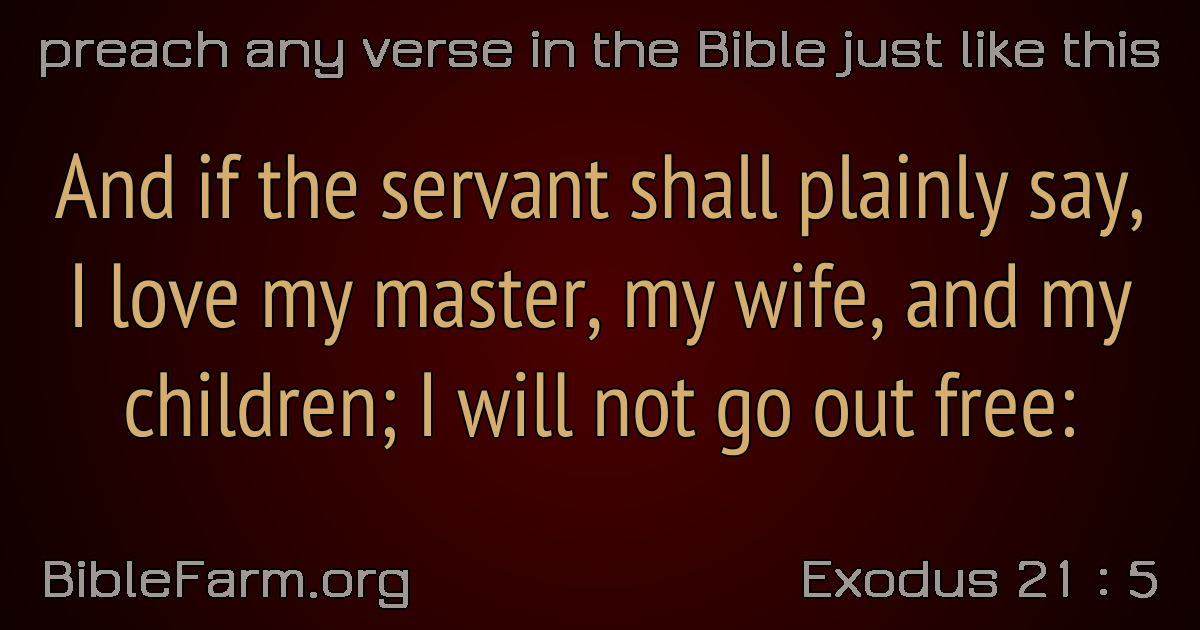 preach any verse in the Bible just like this
And if the servant shall plainly say,
I love my master, my wife, and my
children; I will not go out free:
BibleFarm.org
Exodus 21 : 5